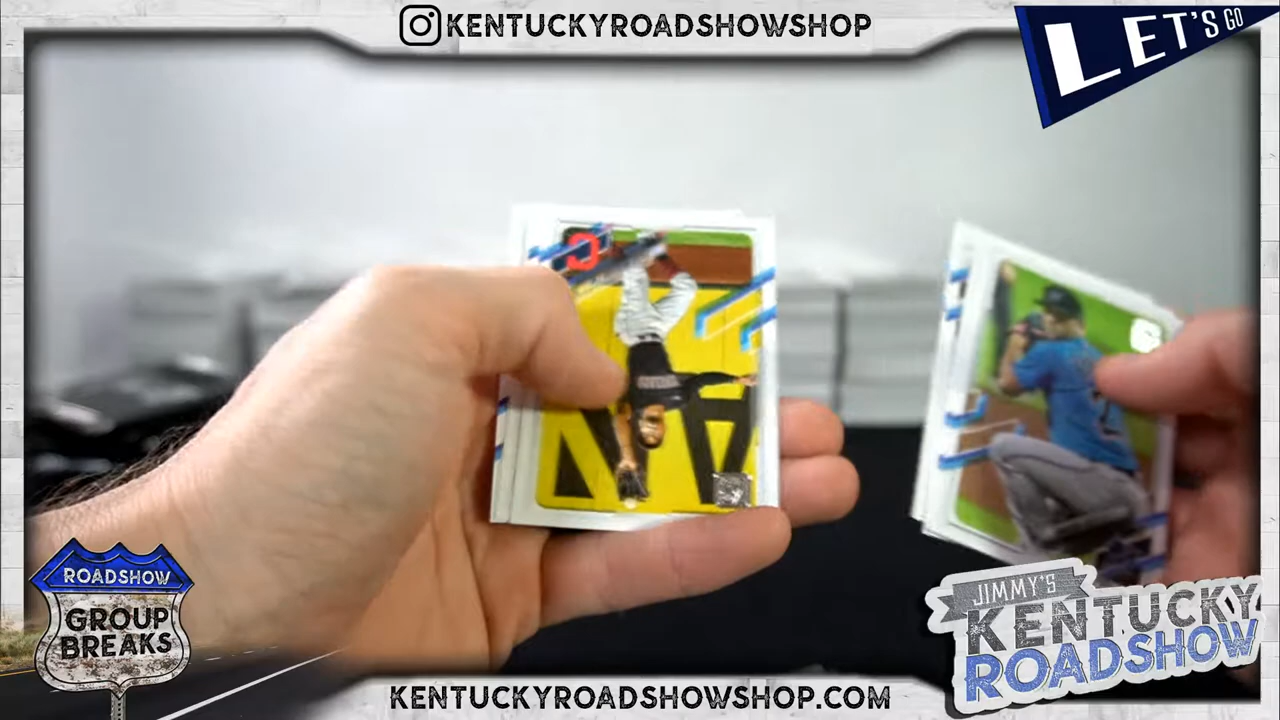 KENTUCKYROADSHOWSHOP
LET'S GO
ROADSHOW
GROUP
BREAKS
JIMMY'S
KENTUCKY
ROADSHOW
KENTUCKYROADSHOWSHOP.COM